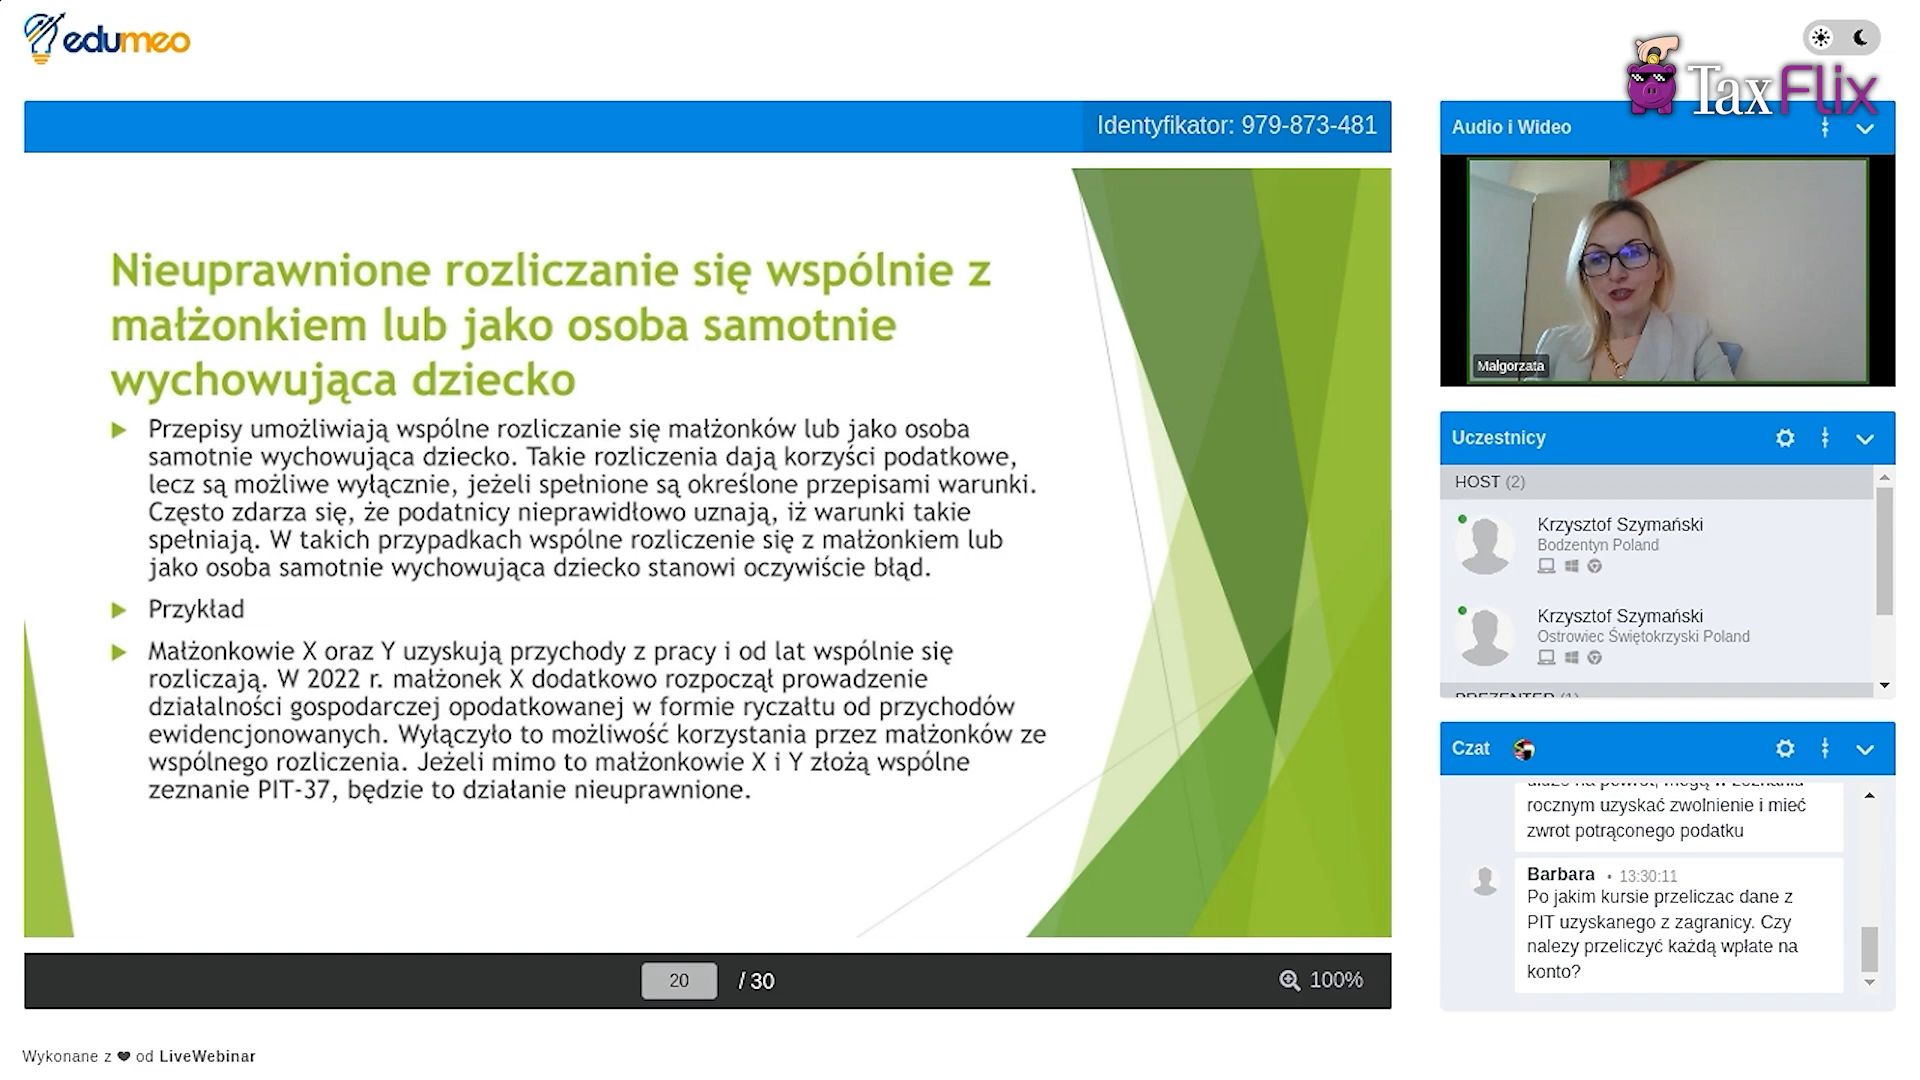 edumeo
TaxFlix
Identyfikator: 979-873-481
Nieuprawnione rozliczanie się wspólnie z
małżonkiem lub jako osoba samotnie
wychowująca dziecko
Przepisy umożliwiają wspólne rozliczanie się małżonków lub jako osoba
samotnie wychowująca dziecko. Takie rozliczenia dają korzyści podatkowe,
lecz są możliwe wyłącznie, jeżeli spełnione są określone przepisami warunki.
Często zdarza się, że podatnicy nieprawidłowo uznają, iż warunki takie
spełniają. W takich przypadkach wspólne rozliczenie się z małżonkiem lub
jako osoba samotnie wychowująca dziecko stanowi oczywiście błąd.
Przykład
Małżonkowie X oraz Y uzyskują przychody z pracy i od lat wspólnie się
rozliczają. W 2022 r. małżonek X dodatkowo rozpoczął prowadzenie
działalności gospodarczej opodatkowanej w formie ryczałtu od przychodów
ewidencjonowanych. Wyłączyło to możliwość korzystania przez małżonków ze
wspólnego rozliczenia. Jeżeli mimo to małżonkowie X i Y złożą wspólne
zeznanie PIT-37, będzie to działanie nieuprawnione.
20 / 30
100%
Wykonane z ❤ od LiveWebinar
Audio i Wideo
Małgorzata
Uczestnicy
HOST (2)
Krzysztof Szymański
Bodzentyn Poland
Krzysztof Szymański
Ostrowiec Świętokrzyski Poland
PREZENTER (1)
Czat
rocznym uzyskać zwolnienie i mieć
zwrot potrąconego podatku
Barbara • 13:30:11
Po jakim kursie przeliczac dane z
PIT uzyskanego z zagranicy. Czy
nalezy przeliczyć każdą wpłate na
konto?